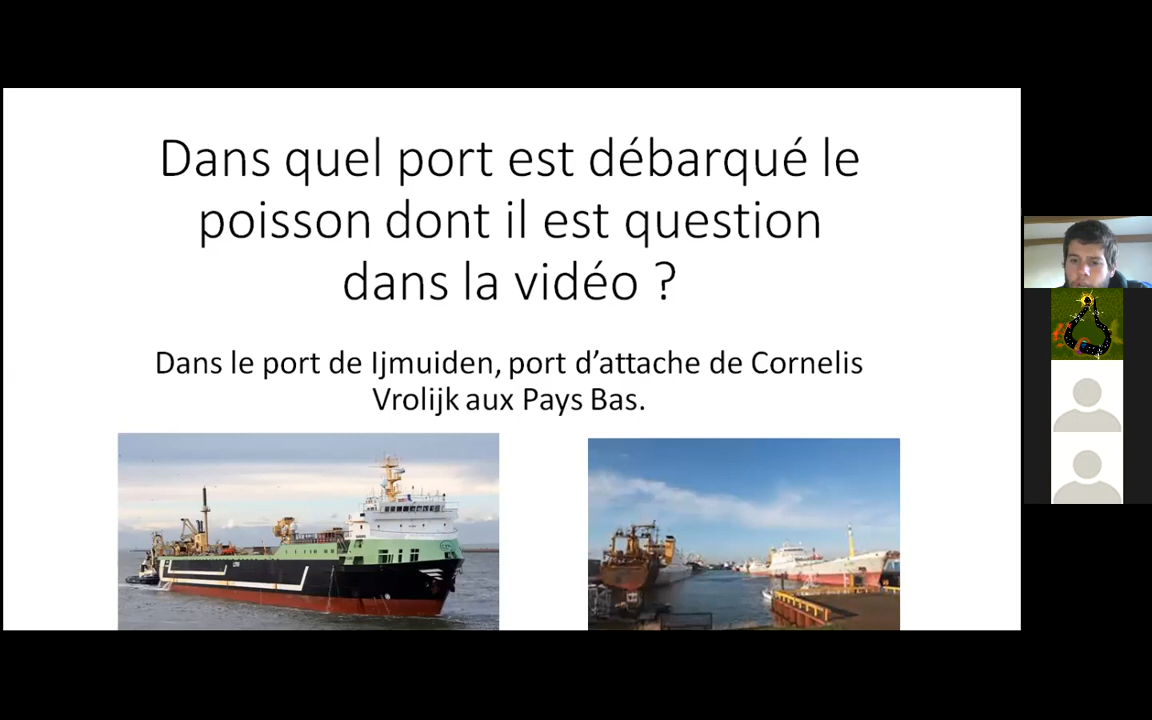 Dans quel port est débarqué le
poisson dont il est question
dans la vidéo ?
Dans le port de Ijmuiden, port d’attache de Cornelis
Vrolijk aux Pays Bas.